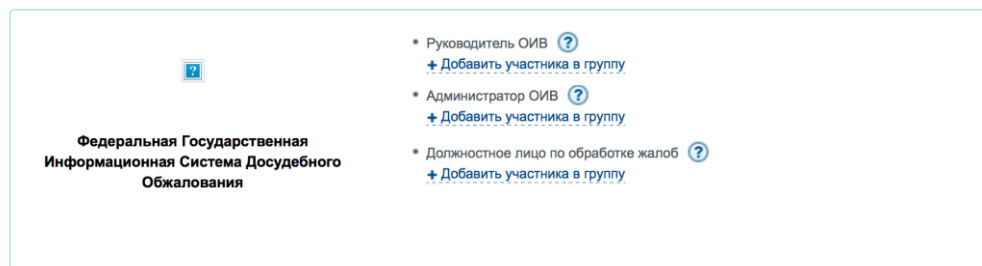 Руководитель ОИВ ?
+ Добавить участника в группу
Администратор ОИВ ?
+ Добавить участника в группу
Должностное лицо по обработке жалоб ?
+ Добавить участника в группу
?
Федеральная Государственная
Информационная Система Досудебного
Обжалования